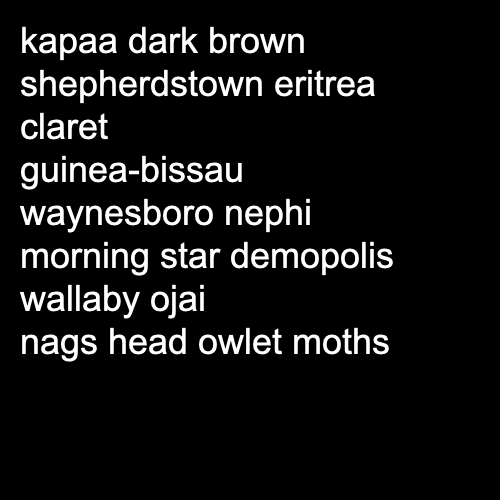 kapaa dark brown
shepherdstown eritrea
claret
guinea-bissau
waynesboro nephi
morning star demopolis
wallaby ojai
nags head owlet moths